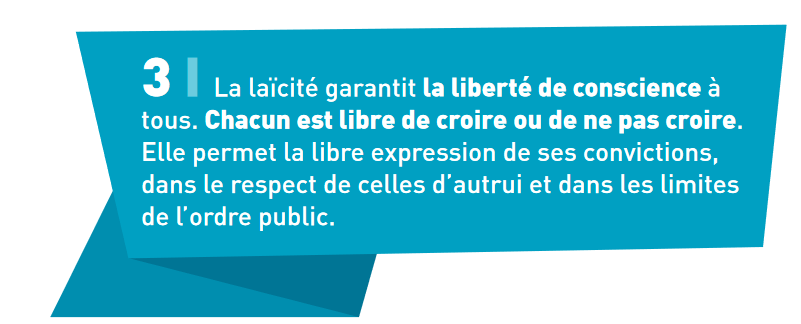 3 | La laïcité garantit la liberté de conscience à
tous. Chacun est libre de croire ou de ne pas croire.
Elle permet la libre expression de ses convictions,
dans le respect de celles d’autrui et dans les limites
de l’ordre public.